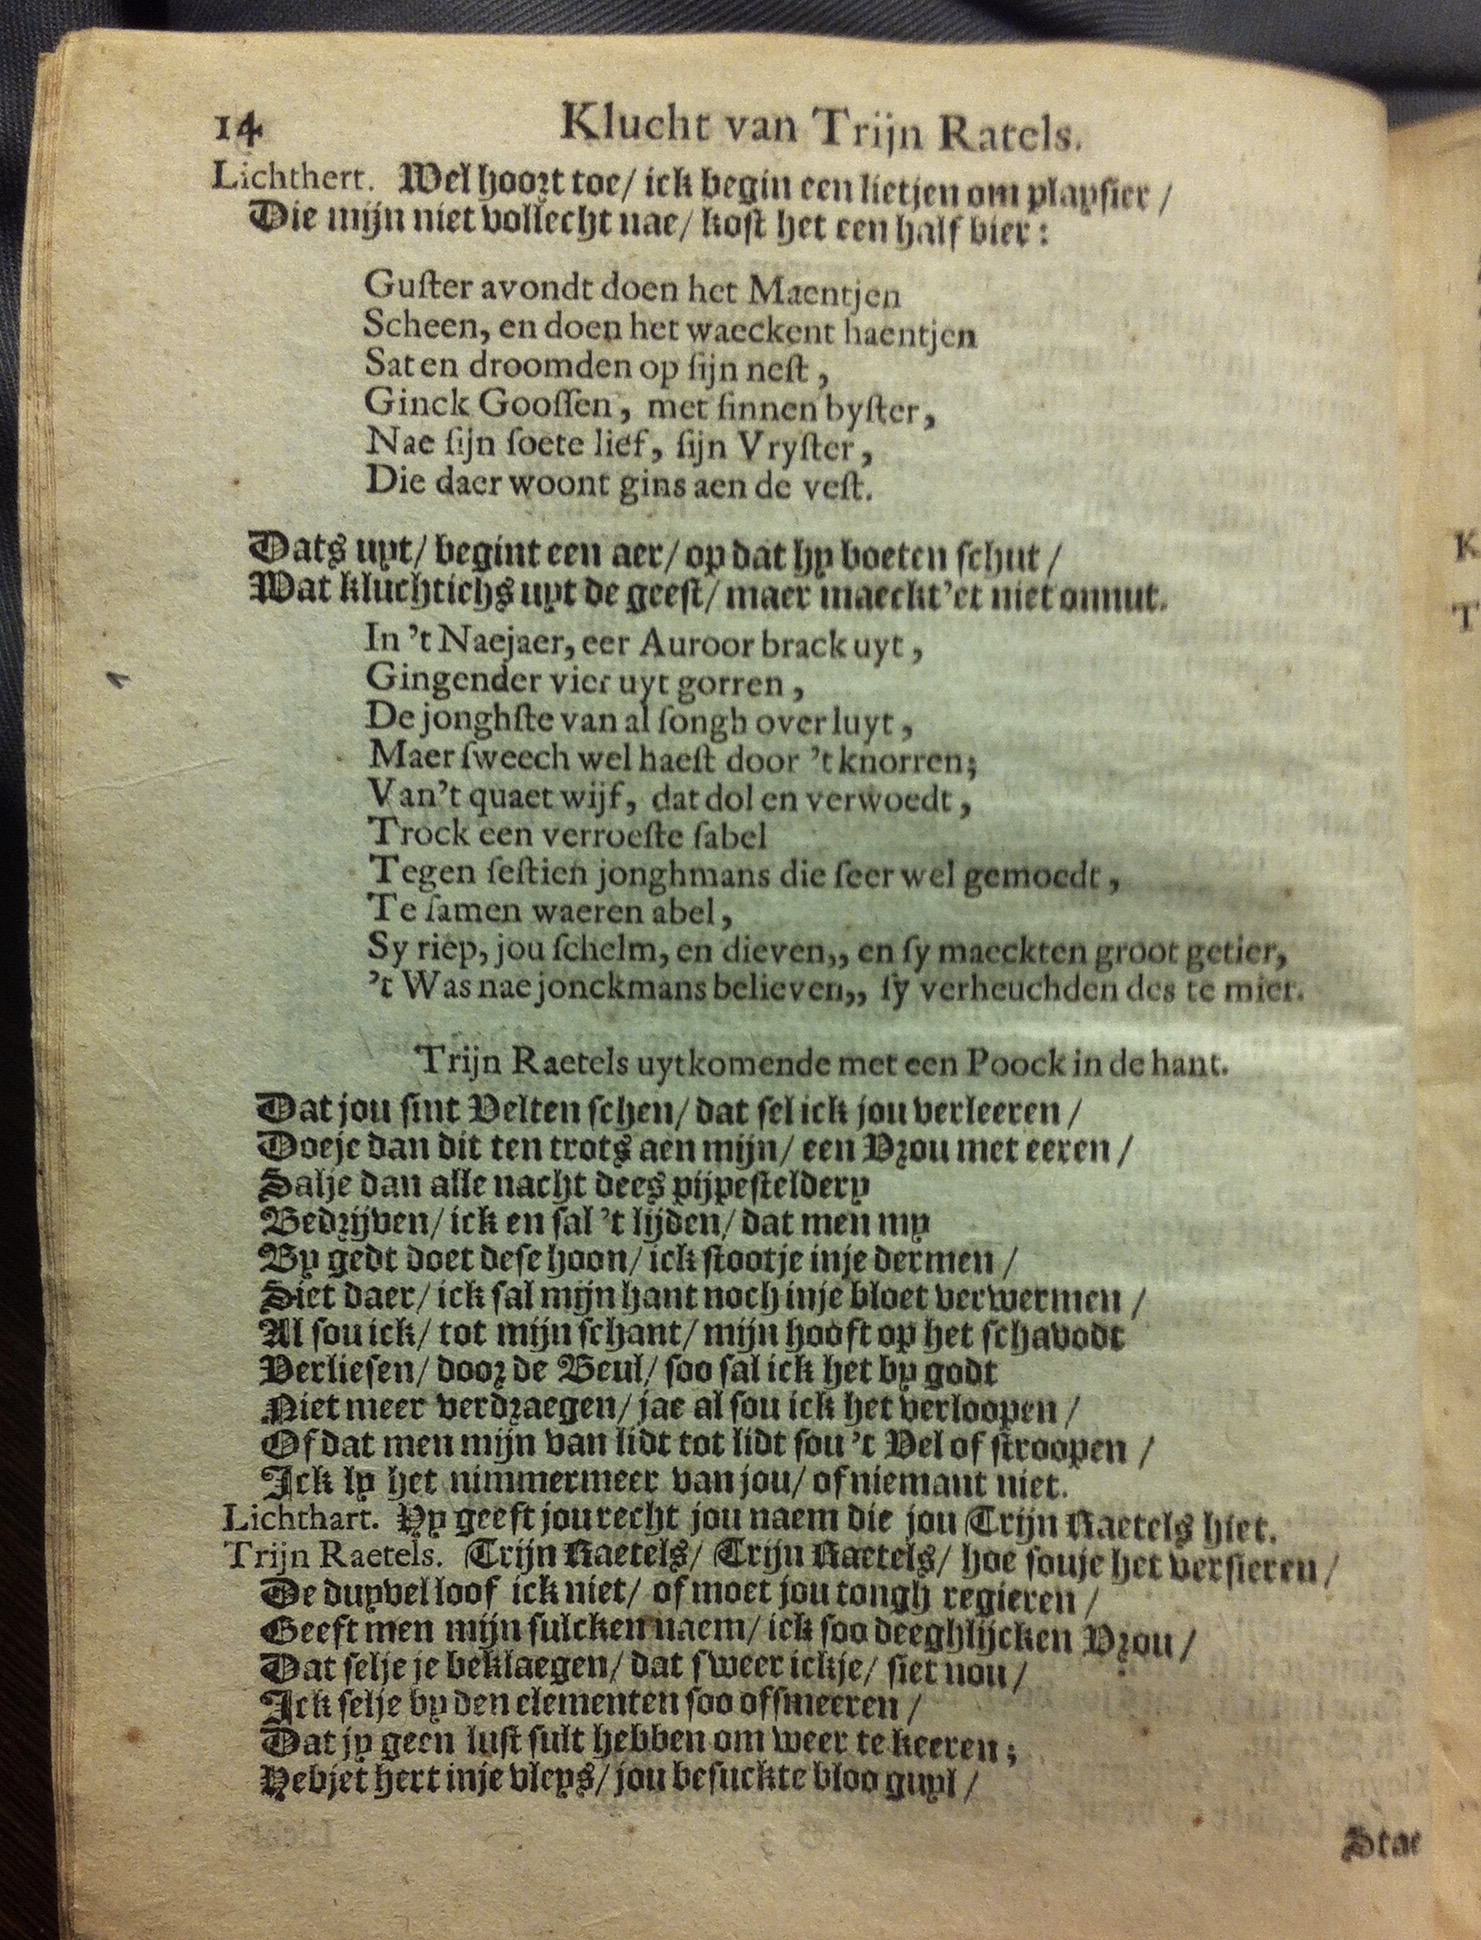 14 Klucht van Trijn Ratels.
Lichthert. Wel hoort toe/ ick begin een lietjen om playsier /
Die mijn niet vollecht nae/ kost het een half bier:
Guſter avondt doen het Maentjen
Scheen, en doen het waeckent haentjen
Sat en droomden op ſijn neſt,
Ginck Gooſſen, met ſinnen byſter,
Nae ſijn ſoete lief, ſijn Vryſter,
Die daer woont gins aen de veſt.
Dats uyt/ begint een aer/ op dat hy boeten ſchut /
Wat kluchtichs uyt de geeſt/ maer maeckt'et niet onnut.
In 't Naejaer, eer Auroor brack uyt,
Gingender vier uyt gorren,
De jonghſte van al ſongh over luyt,
Maer ſweech wel haeſt door 't knorren;
Van't quaet wijf, dat dol en verwoedt,
Trock een verroeſte ſabel
Tegen ſeſtien jonghmans die ſeer wel gemoedt,
Te ſamen waeren abel,
Sy riep, jou ſchelm, en dieven,, en ſy maeckten groot getier,
't Was nae jonckmans believen,, ſy verheuchden des te mier.
Trijn Raetels uytkomende met een Poock in de hant.
Dat jou ſint Velten ſchen/ dat ſel ick jou verleeren /
Doeje dan dit ten trots aen mijn/ een Vrou met eeren /
Salje dan alle nacht dees pijpeſteldery
Bedrijven/ ick en ſal 't lijden/ dat men my
By gedt doet deſe hoon/ ick ſtootje inje dermen /
Siet daer/ ick ſal mijn hant noch inje bloet verwermen /
Al ſou ick/ tot mijn ſchant/ mijn hooft op het ſchavodt
Verlieſen/ door de Beul/ ſoo ſal ick het by godt
Niet meer verdraegen/ jae al ſou ick het verloopen /
Of dat men mijn van lidt tot lidt ſou 't Vel of ſtroopen /
Ick ly het nimmermeer van jou/ of niemant niet.
Lichthart. Hy geeft jou recht jou naem die jou Trijn Raetels hiet.
Trijn Raetels. Trijn Raetels/ Trijn Raetels/ hoe ſouje het verſieren /
De duyvel loof ick niet/ of moet jou tongh regieren /
Geeft men mijn ſulcken naem/ ick ſoo deeghlijcken Vrou /
Dat ſelje je beklaegen/ dat ſweer ickje/ ſiet nou /
Ick ſelje by den elementen ſoo offmeeren /
Dat jy geen luſt ſult hebben om weer te keeren;
Hebjet hert inje vleys/ jou beſuckte bloo guyl /
Stae